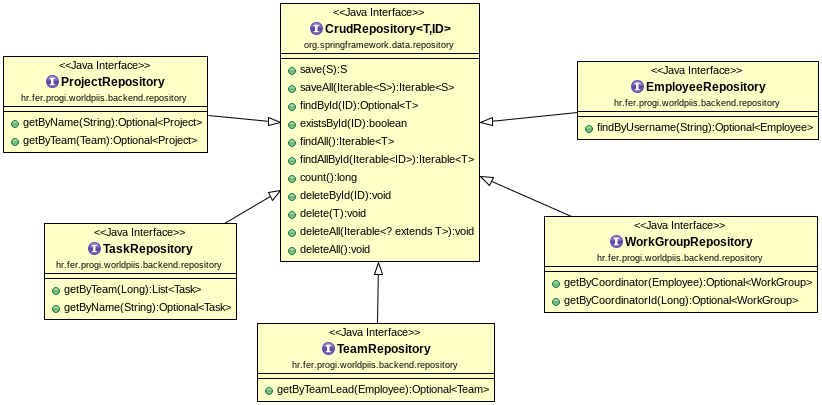 <<Java Interface>>
CrudRepository<T,ID>
org.springframework.data.repository
save(S):S
saveAll(Iterable<S>):Iterable<S>
findById(ID):Optional<T>
existsById(ID):boolean
findAll():Iterable<T>
findAllById(Iterable<ID>):Iterable<T>
count():long
deleteById(ID):void
delete(T):void
deleteAll(Iterable<? extends T>):void
deleteAll():void
<<Java Interface>>
ProjectRepository
hr.fer.progi.worldpiis.backend.repository
getByName(String):Optional<Project>
getByTeam(Team):Optional<Project>
<<Java Interface>>
EmployeeRepository
hr.fer.progi.worldpiis.backend.repository
findByUsername(String):Optional<Employee>
<<Java Interface>>
TaskRepository
hr.fer.progi.worldpiis.backend.repository
getByTeam(Long):List<Task>
getByName(String):Optional<Task>
<<Java Interface>>
WorkGroupRepository
hr.fer.progi.worldpiis.backend.repository
getByCoordinator(Employee):Optional<WorkGroup>
getByCoordinatorId(Long):Optional<WorkGroup>
<<Java Interface>>
TeamRepository
hr.fer.progi.worldpiis.backend.repository
getByTeamLead(Employee):Optional<Team>